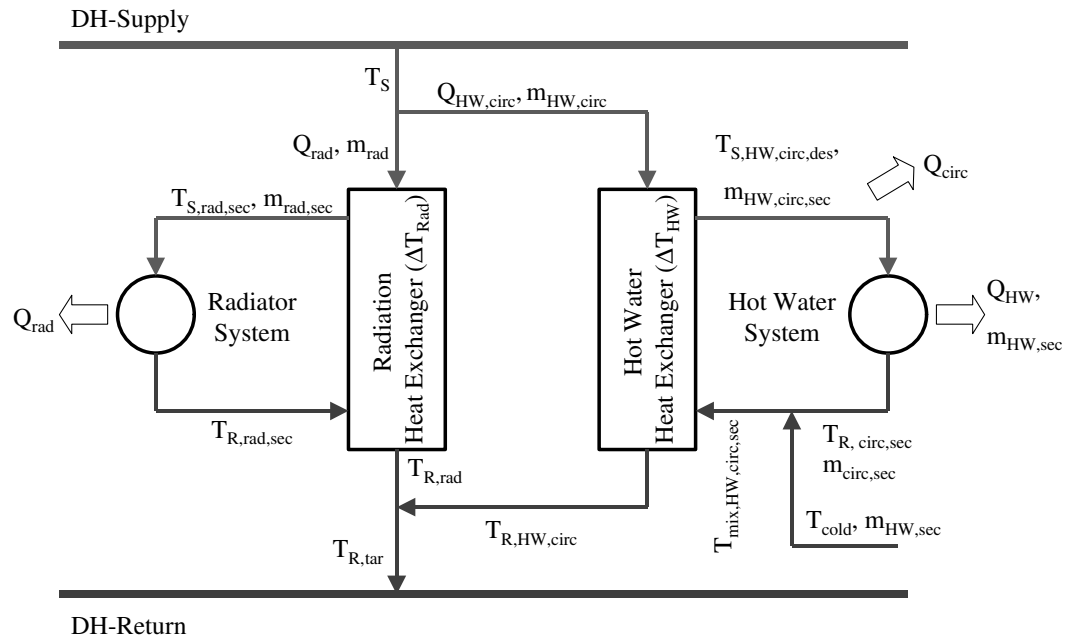 DH-Supply
T_S
Q_HW,circ, m_HW,circ
Q_rad, m_rad
T_S,HW,circ,des,
m_HW,circ,sec
Q_circ
T_S,rad,sec, m_rad,sec
Q_rad
Radiator
System
Radiation
Heat Exchanger (ΔT_Rad)
Hot Water
Heat Exchanger (ΔT_HW)
Hot Water
System
Q_HW,
m_HW,sec
T_R,rad,sec
T_R,rad
T_mix,HW,circ,sec
T_R, circ,sec
m_circ,sec
T_cold, m_HW,sec
T_R,HW,circ
T_R,tar
DH-Return